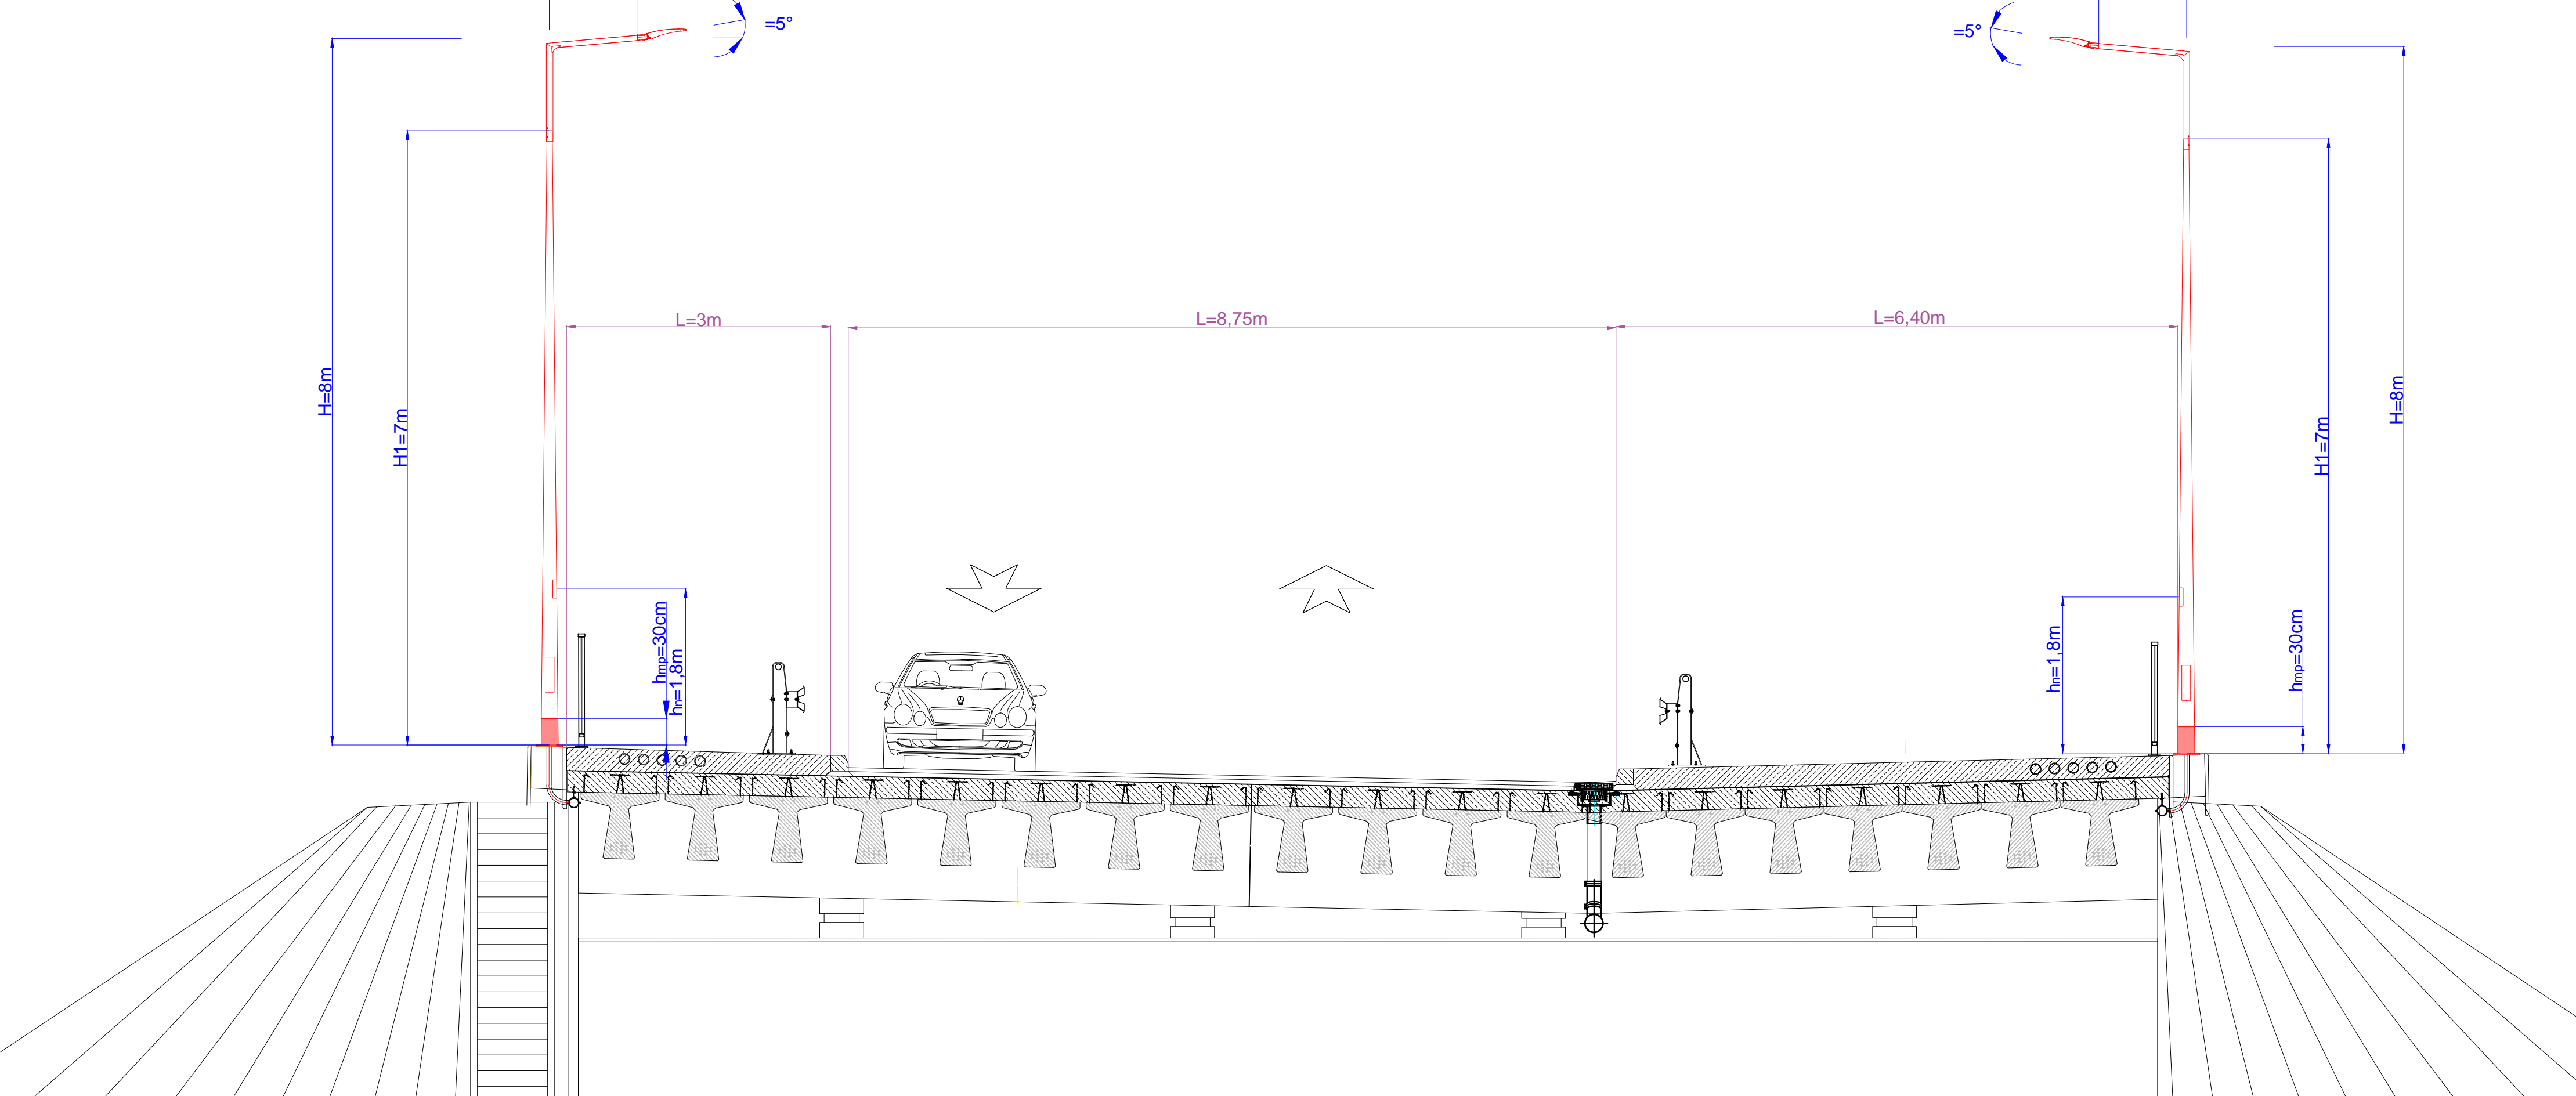 =5°
=5°
L=3m
L=8,75m
L=6,40m
H=8m
H1=7m
hmp=30cm
hn=1,8m
hn=1,8m
hmp=30cm
H1=7m
H=8m